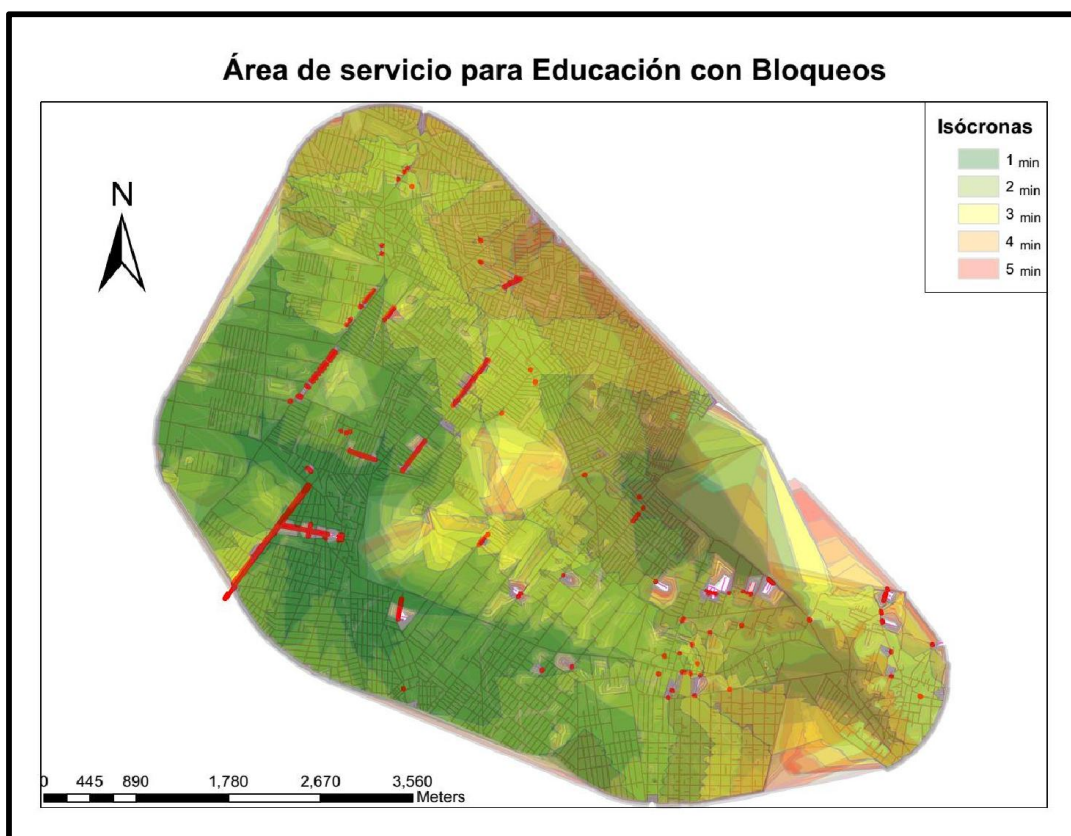 Área de servicio para Educación con Bloqueos
Isócronas
1 min
2 min
3 min
4 min
5 min
N
0 445 890 1,780 2,670 3,560
Meters